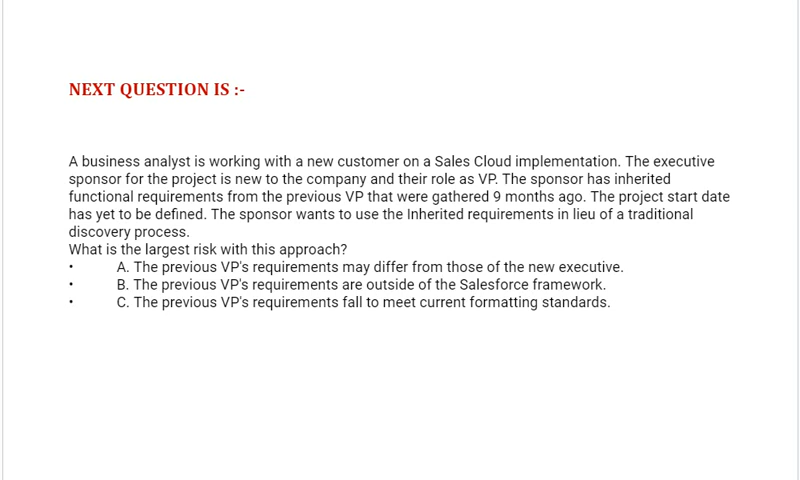 NEXT QUESTION IS :-
A business analyst is working with a new customer on a Sales Cloud implementation. The executive
sponsor for the project is new to the company and their role as VP. The sponsor has inherited
functional requirements from the previous VP that were gathered 9 months ago. The project start date
has yet to be defined. The sponsor wants to use the Inherited requirements in lieu of a traditional
discovery process.
What is the largest risk with this approach?
• A. The previous VP's requirements may differ from those of the new executive.
• B. The previous VP's requirements are outside of the Salesforce framework.
• C. The previous VP's requirements fall to meet current formatting standards.